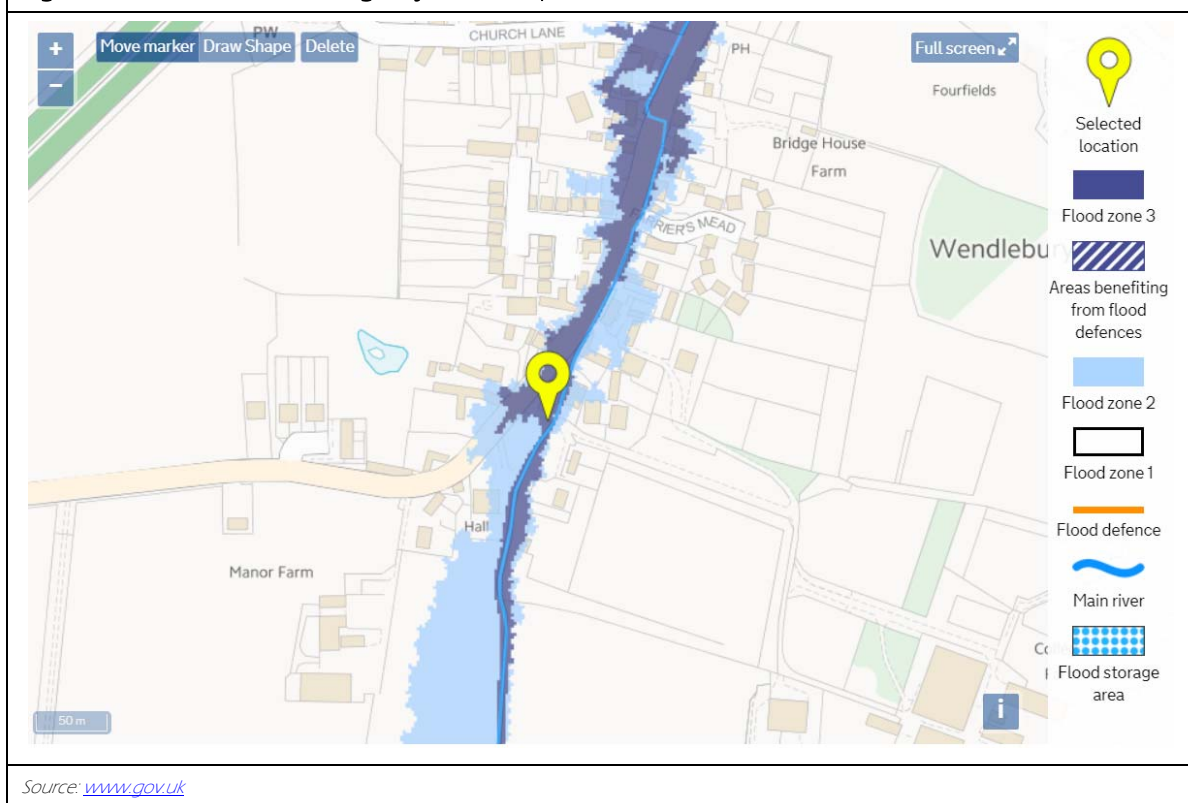 PW
+
Move marker
Draw Shape
Delete
CHURCH LANE
PH
Full screen
−
Fourfields
Bridge House
Farm
MEAD
Wendlebu
Hall
Manor Farm
50 m
i
Selected
location
Flood zone 3
Areas benefiting
from flood
defences
Flood zone 2
Flood zone 1
Flood defence
Main river
Flood storage
area
Source: www.gov.uk